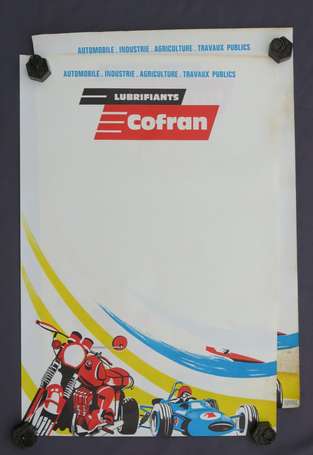 AUTOMOBILE . INDUSTRIE . AGRICULTURE . TRAVAUX PUBLICS
AUTOMOBILE . INDUSTRIE . AGRICULTURE . TRAVAUX PUBLICS
LUBRIFIANTS
Cofran